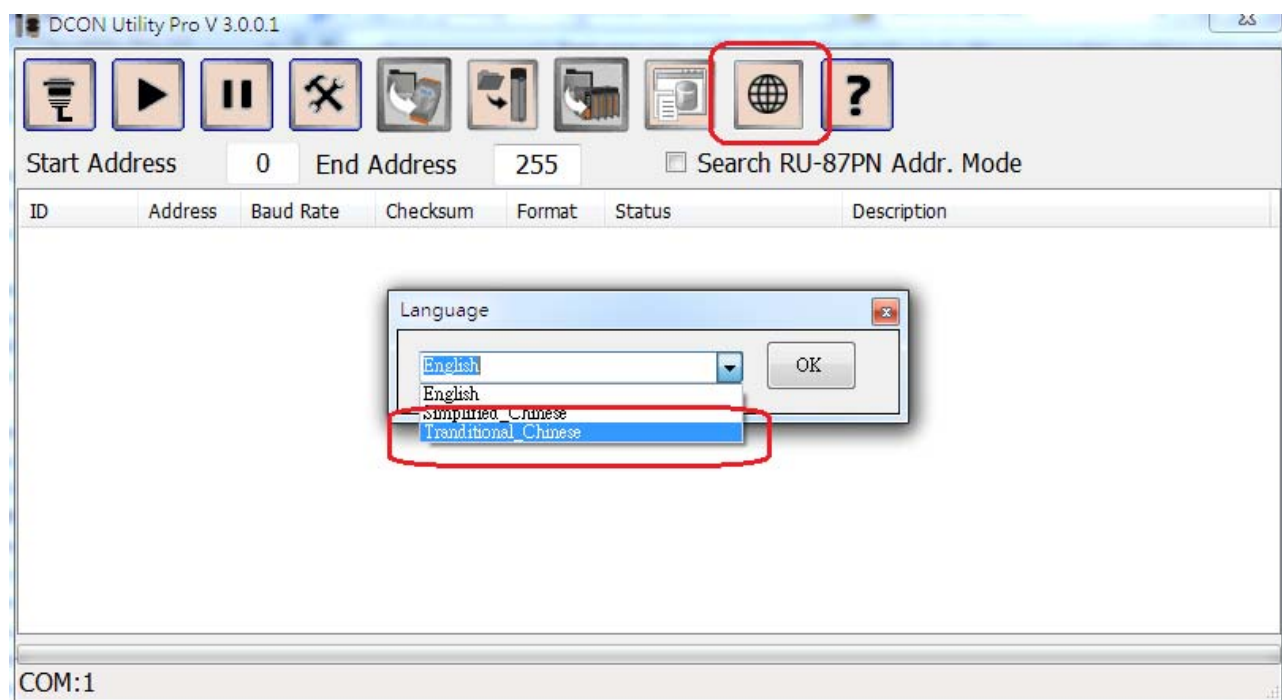 DCON Utility Pro V 3.0.0.1
?
Start Address 0 End Address 255 Search RU-87PN Addr. Mode
ID Address Baud Rate Checksum Format Status Description
Language
English OK
English
Simplified_Chinese
Tranditional_Chinese
COM:1